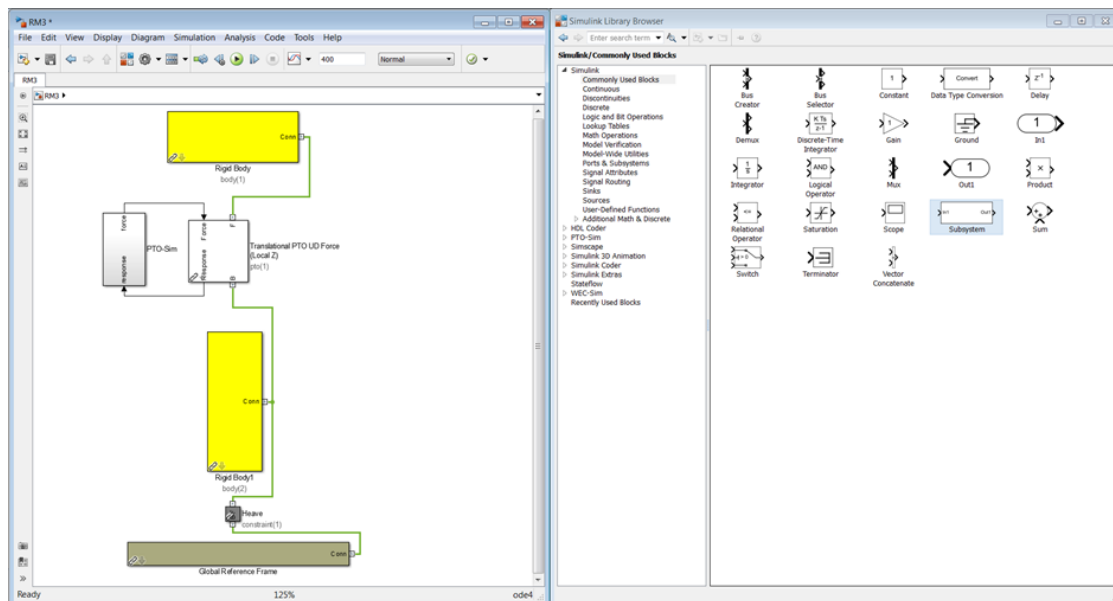 RM3 *
File Edit View Display Diagram Simulation Analysis Code Tools Help
400
Normal
RM3
RM3
Conn
Rigid Body
body(1)
force
response
PTO-Sim
Force
Response
F
B
Translational PTO UD Force
(Local Z)
pto(1)
Conn
Rigid Body1
body(2)
Heave
constraint(1)
Conn
Global Reference Frame
Ready
125%
ode4
Simulink Library Browser
Enter search term
Simulink/Commonly Used Blocks
Simulink
Commonly Used Blocks
Continuous
Discontinuities
Discrete
Logic and Bit Operations
Lookup Tables
Math Operations
Model Verification
Model-Wide Utilities
Ports & Subsystems
Signal Attributes
Signal Routing
Sinks
Sources
User-Defined Functions
Additional Math & Discrete
HDL Coder
PTO-Sim
Simscape
Simulink 3D Animation
Simulink Coder
Simulink Extras
Stateflow
WEC-Sim
Recently Used Blocks
Bus
Creator
Bus
Selector
1
Constant
Convert
Data Type Conversion
z-1
Delay
Demux
K Ts
z-1
Discrete-Time
Integrator
1
Gain
Ground
1
In1
1
s
Integrator
AND
Logical
Operator
Mux
1
Out1
×
Product
Relational
Operator
Saturation
Scope
In1
Out1
Subsystem
Sum
Switch
Terminator
Vector
Concatenate